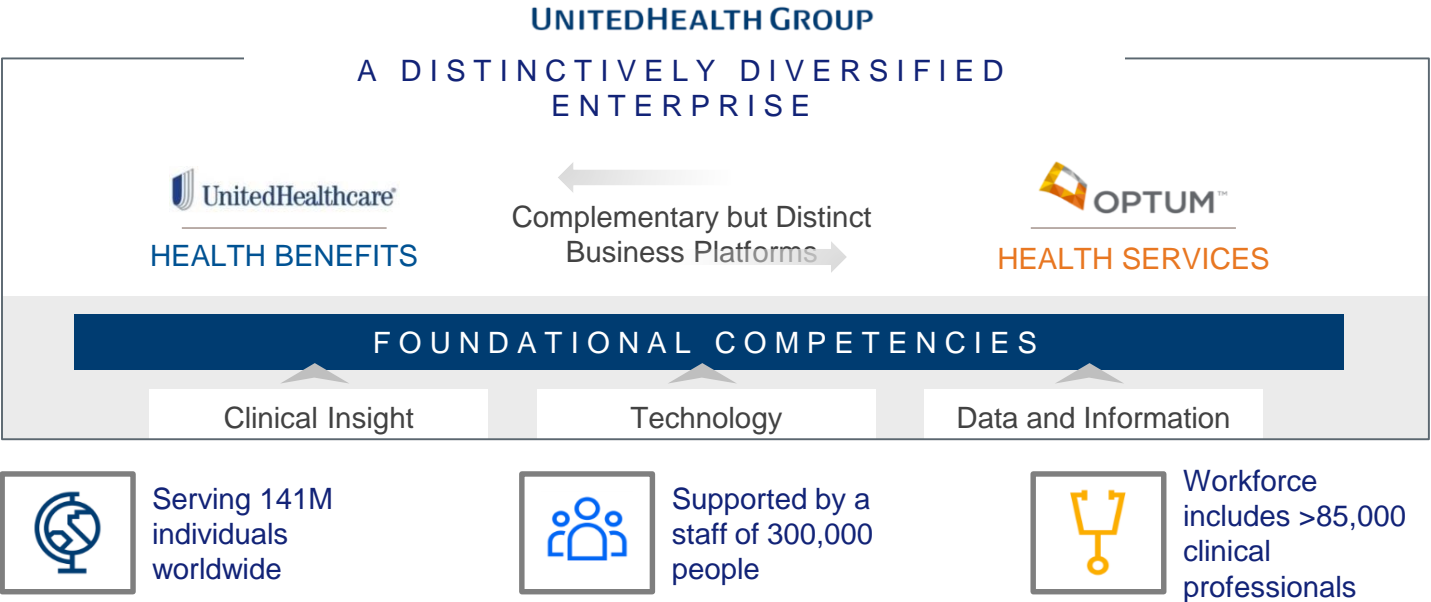 UNITEDHEALTH GROUP
A DISTINCTIVELY DIVERSIFIED
ENTERPRISE
UnitedHealthcare®
HEALTH BENEFITS
Complementary but Distinct
Business Platforms
OPTUM™
HEALTH SERVICES
FOUNDATIONAL COMPETENCIES
Clinical Insight
Technology
Data and Information
Serving 141M
individuals
worldwide
Supported by a
staff of 300,000
people
Workforce
includes >85,000
clinical
professionals